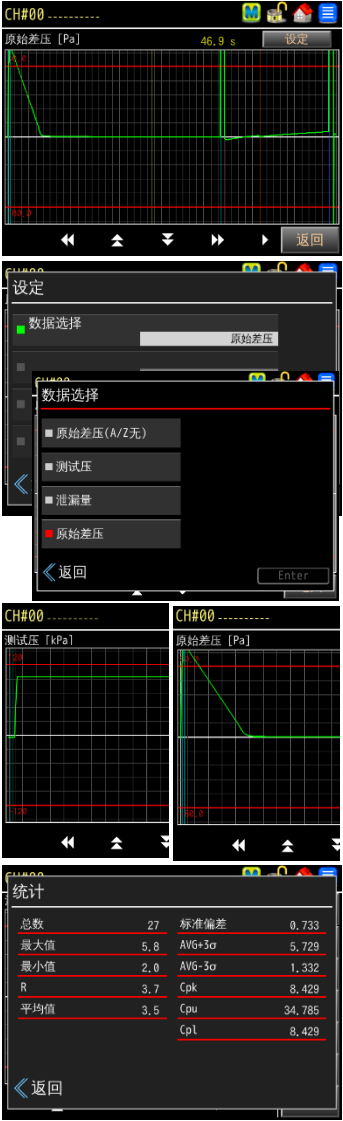 CH#00----------
M
原始差压 [Pa]
46.9 s
设定
返回
设定
数据选择
原始差压
数据选择
原始差压(A/Z无)
测试压
泄漏量
原始差压
返回
Enter
CH#00----------
测试压 [kPa]
120
CH#00----------
原始差压 [Pa]
统计
总数 27
最大值 5.8
最小值 2.0
R 3.7
平均值 3.5
标准偏差 0.733
AVG+3σ 5.729
AVG-3σ 1.332
Cpk 8.429
Cpu 34.785
Cpl 8.429
返回